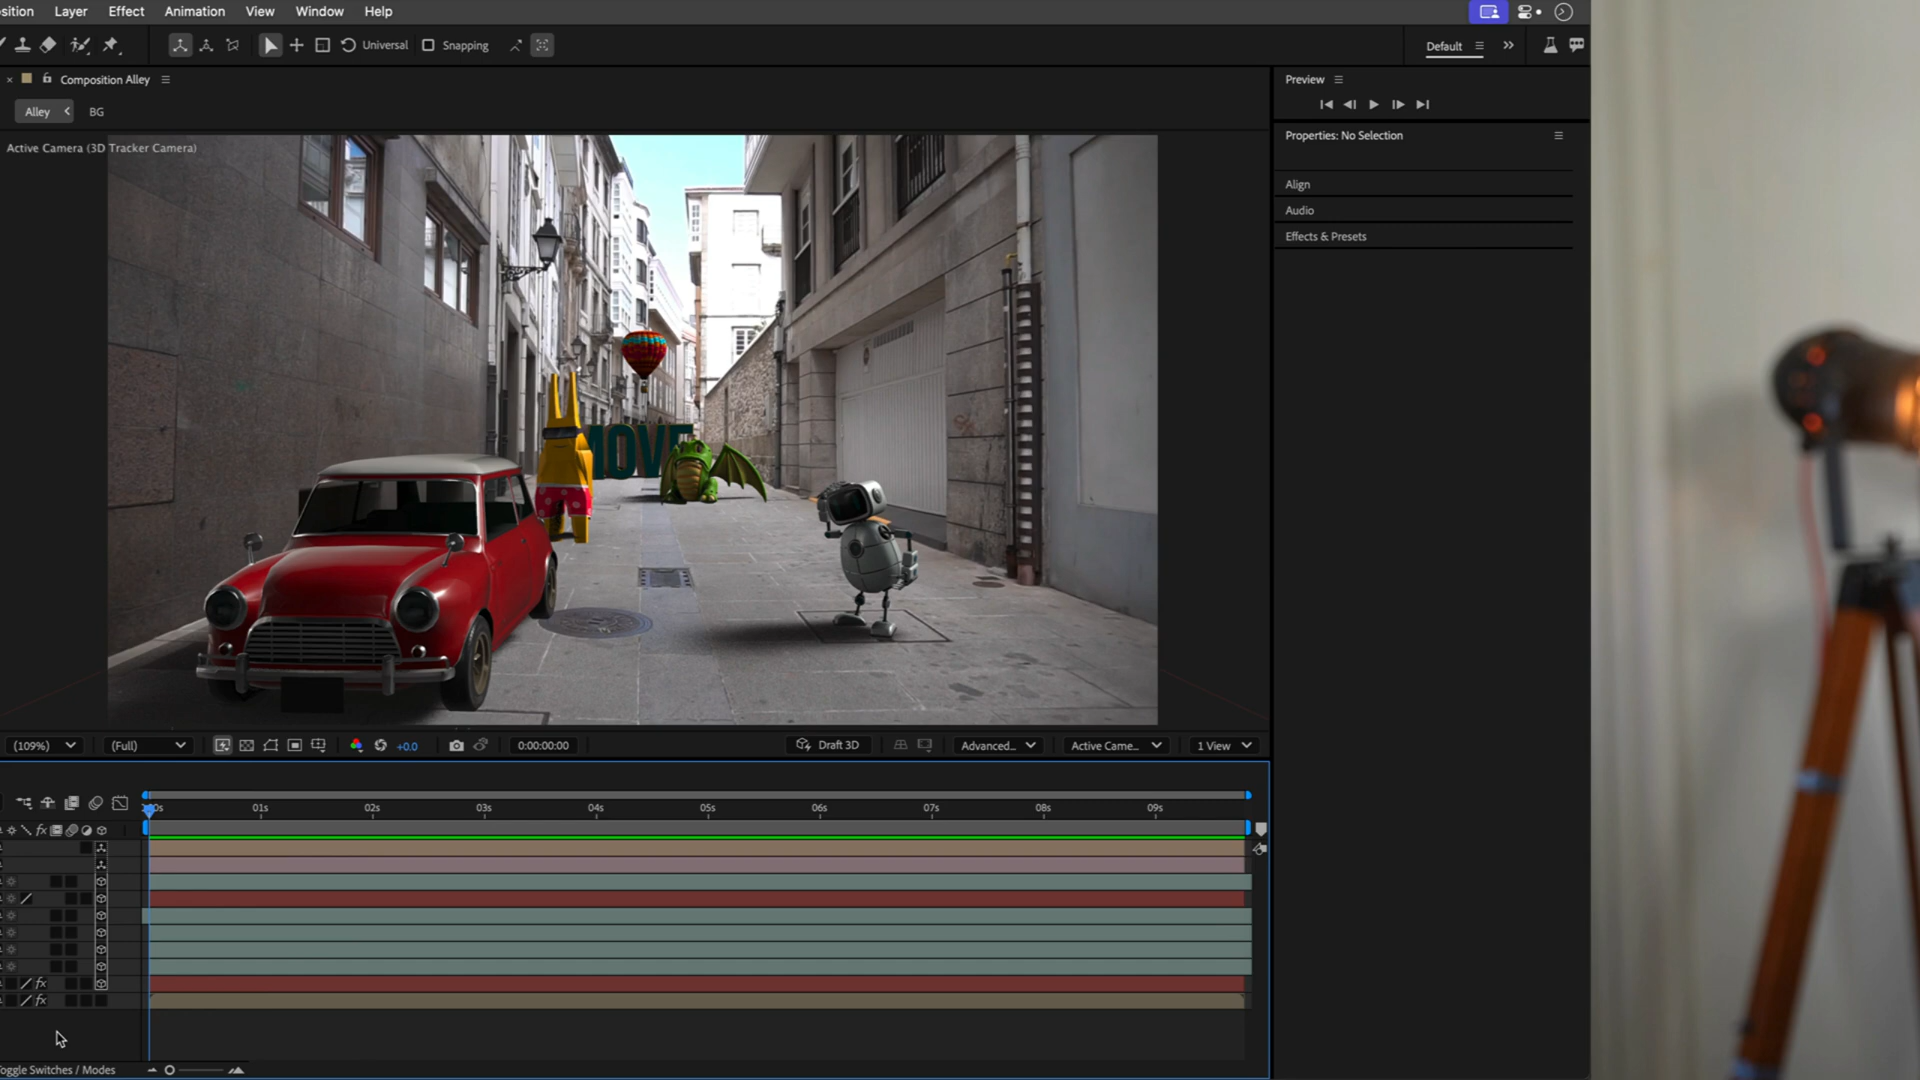 sition Layer Effect Animation View Window Help
Universal Snapping Default
Composition Alley
Alley BG
Active Camera (3D Tracker Camera)
MOVE
Preview
Properties: No Selection
Align
Audio
Effects & Presets
(109%) (Full) +0.0 0:00:00:00 Draft 3D Advanced... Active Came... 1 View
01s 02s 03s 04s 05s 06s 07s 08s 09s
oggle Switches / Modes